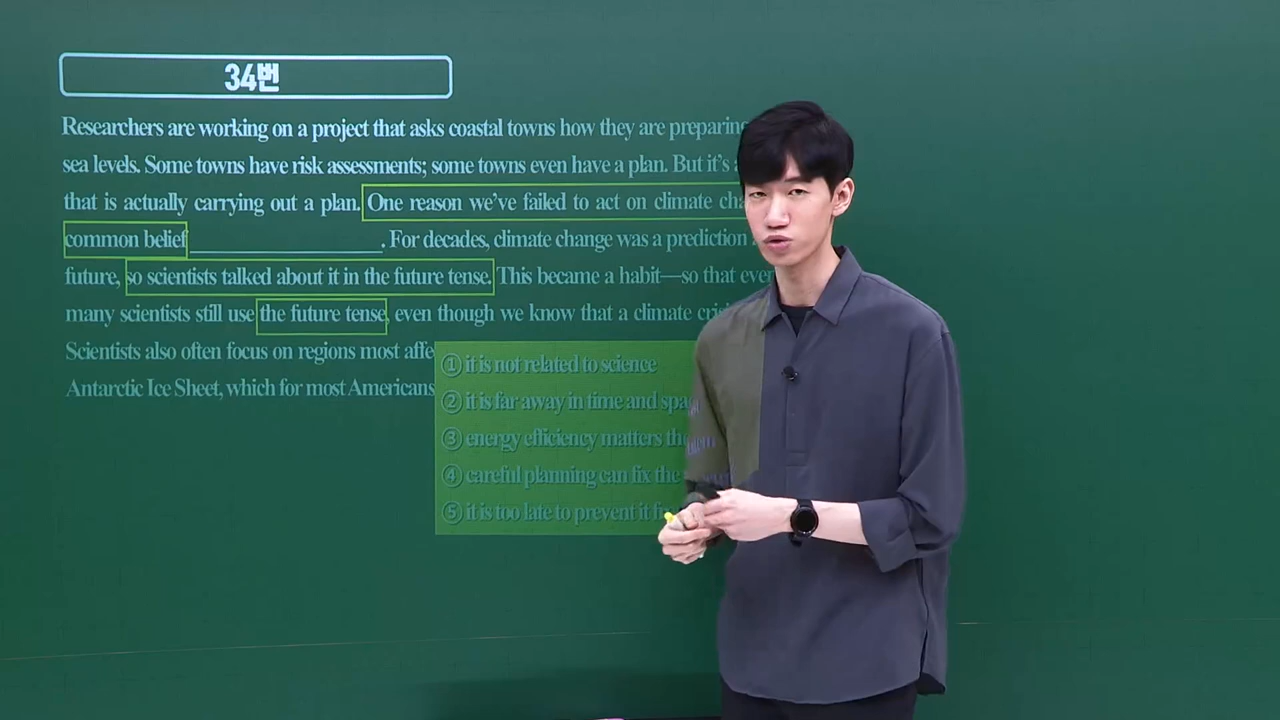 34번
Researchers are working on a project that asks coastal towns how they are preparing
sea levels. Some towns have risk assessments; some towns even have a plan. But it's
that is actually carrying out a plan. One reason we've failed to act on climate
common belief ____________________. For decades, climate change was a prediction
future, so scientists talked about it in the future tense. This became a habit—so that even
many scientists still use the future tense, even though we know that a climate
Scientists also often focus on regions most
Antarctic Ice Sheet, which for most Americans
① it is not related to science
② it is far away in time and
③ energy efficiency matters
④ careful planning can fix the
⑤ it is too late to prevent it